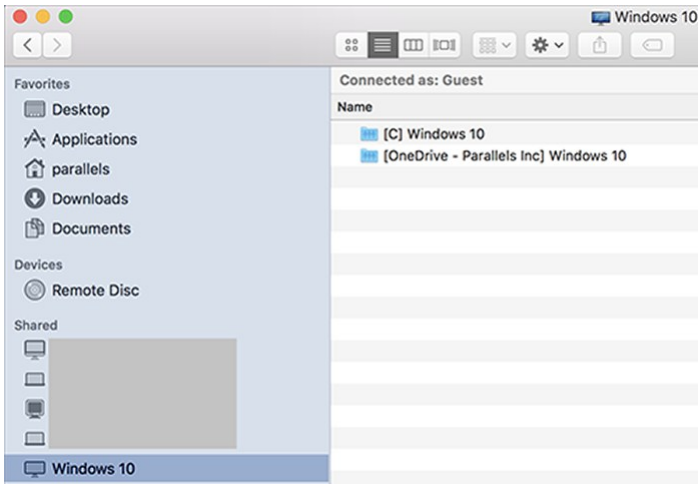 Windows 10
Favorites
Desktop
Applications
parallels
Downloads
Documents
Devices
Remote Disc
Shared
Windows 10
Connected as: Guest
Name
[C] Windows 10
[OneDrive - Parallels Inc] Windows 10